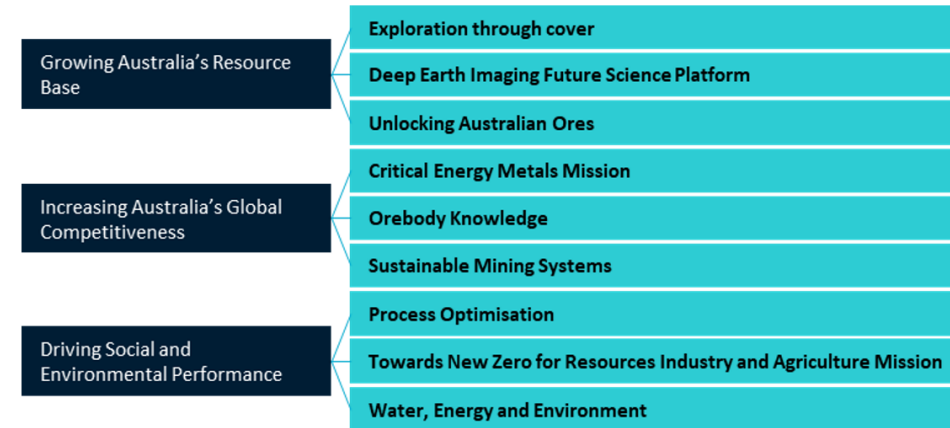 Growing Australia's Resource
Base
Exploration through cover
Deep Earth Imaging Future Science Platform
Unlocking Australian Ores
Increasing Australia's Global
Competitiveness
Critical Energy Metals Mission
Orebody Knowledge
Sustainable Mining Systems
Driving Social and
Environmental Performance
Process Optimisation
Towards New Zero for Resources Industry and Agriculture Mission
Water, Energy and Environment